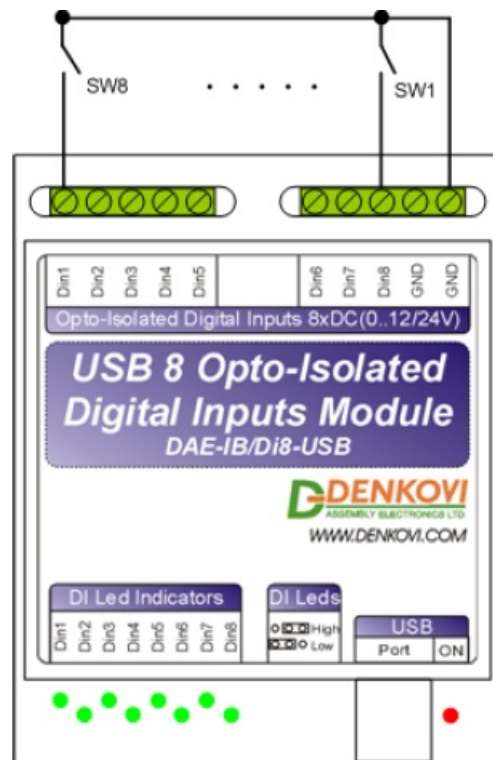 SW8
SW1
Din1 Din2 Din3 Din4 Din5 Din6 Din7 Din8 GND GND
Opto-Isolated Digital Inputs 8xDC(0..12/24V)
USB 8 Opto-Isolated
Digital Inputs Module
DAE-IB/Di8-USB
DENKOVI
ASSEMBLY ELECTRONICS LTD
WWW.DENKOVI.COM
DI Led Indicators
Din1 Din2 Din3 Din4 Din5 Din6 Din7 Din8
DI Leds
High
Low
USB
Port ON